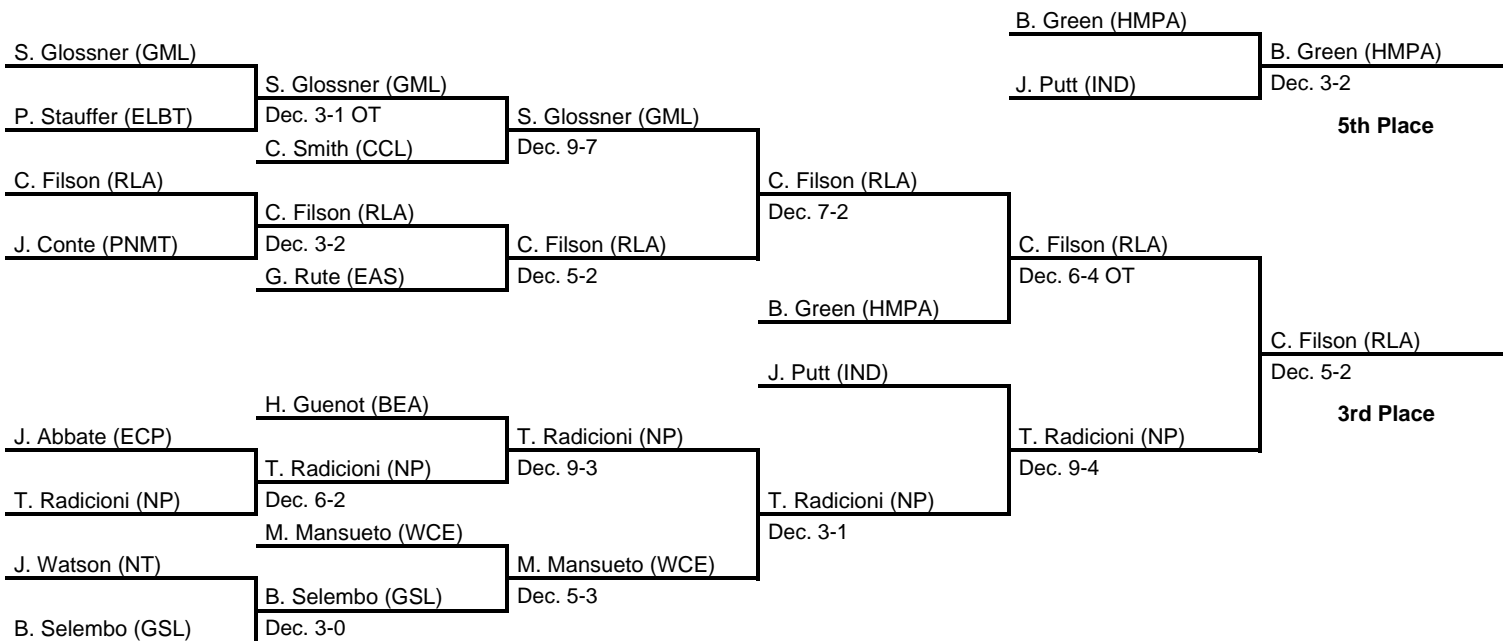 B. Green (HMPA)
S. Glossner (GML)
B. Green (HMPA)
S. Glossner (GML)
J. Putt (IND)
Dec. 3-2
P. Stauffer (ELBT)
Dec. 3-1 OT
S. Glossner (GML)
5th Place
C. Smith (CCL)
Dec. 9-7
C. Filson (RLA)
C. Filson (RLA)
C. Filson (RLA)
Dec. 7-2
J. Conte (PNMT)
Dec. 3-2
C. Filson (RLA)
C. Filson (RLA)
G. Rute (EAS)
Dec. 5-2
Dec. 6-4 OT
B. Green (HMPA)
C. Filson (RLA)
J. Putt (IND)
Dec. 5-2
H. Guenot (BEA)
3rd Place
J. Abbate (ECP)
T. Radicioni (NP)
T. Radicioni (NP)
T. Radicioni (NP)
Dec. 9-3
Dec. 9-4
T. Radicioni (NP)
Dec. 6-2
T. Radicioni (NP)
M. Mansueto (WCE)
Dec. 3-1
J. Watson (NT)
M. Mansueto (WCE)
B. Selembo (GSL)
Dec. 5-3
B. Selembo (GSL)
Dec. 3-0